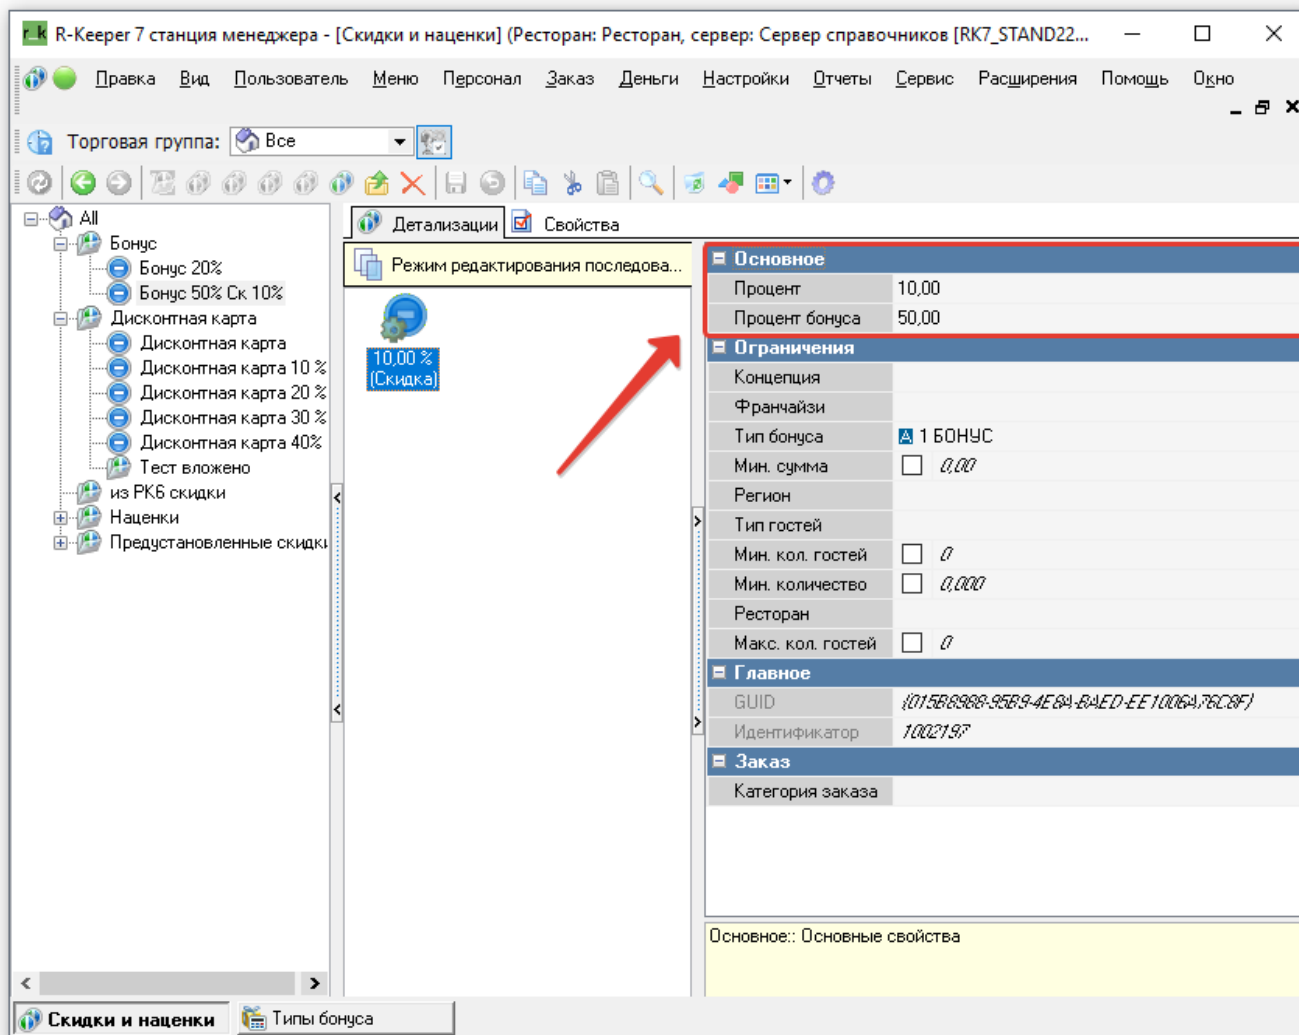 r_k R-Keeper 7 станция менеджера - [Скидки и наценки] (Ресторан: Ресторан, сервер: Сервер справочников [RK7_STAND22...
Правка Вид Пользователь Меню Персонал Заказ Деньги Настройки Отчеты Сервис Расширения Помощь Окно
Торговая группа: Все
All
Бонус
Бонус 20%
Бонус 50% Ск 10%
Дисконтная карта
Дисконтная карта
Дисконтная карта 10 %
Дисконтная карта 20 %
Дисконтная карта 30 %
Дисконтная карта 40%
Тест вложено
из РК6 скидки
Наценки
Предустановленные скидки
Детализации Свойства
Режим редактирования последова...
10,00 %
(Скидка)
Основное
Процент 10,00
Процент бонуса 50,00
Ограничения
Концепция
Франчайзи
Тип бонуса A 1 БОНУС
Мин. сумма 0,00
Регион
Тип гостей
Мин. кол. гостей 0
Мин. количество 0,000
Ресторан
Макс. кол. гостей 0
Главное
GUID {015B8988-95B9-4E8A-BAED-EE1006A76C8F}
Идентификатор 1002197
Заказ
Категория заказа
Основное:: Основные свойства
Скидки и наценки Типы бонуса